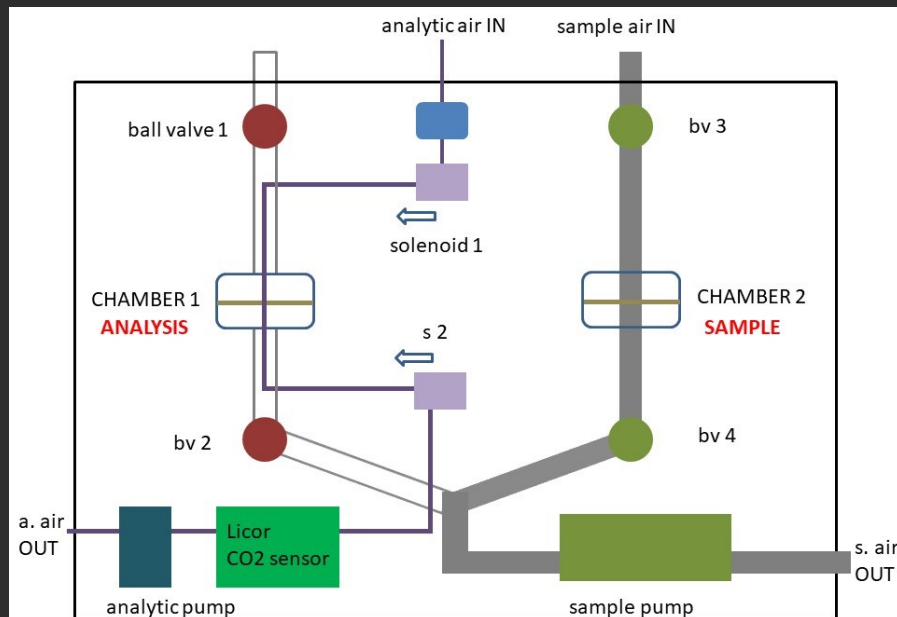 analytic air IN
sample air IN
ball valve 1
bv 3
solenoid 1
CHAMBER 1
ANALYSIS
CHAMBER 2
SAMPLE
s 2
bv 2
bv 4
a. air
OUT
Licor
CO2 sensor
s. air
OUT
analytic pump
sample pump